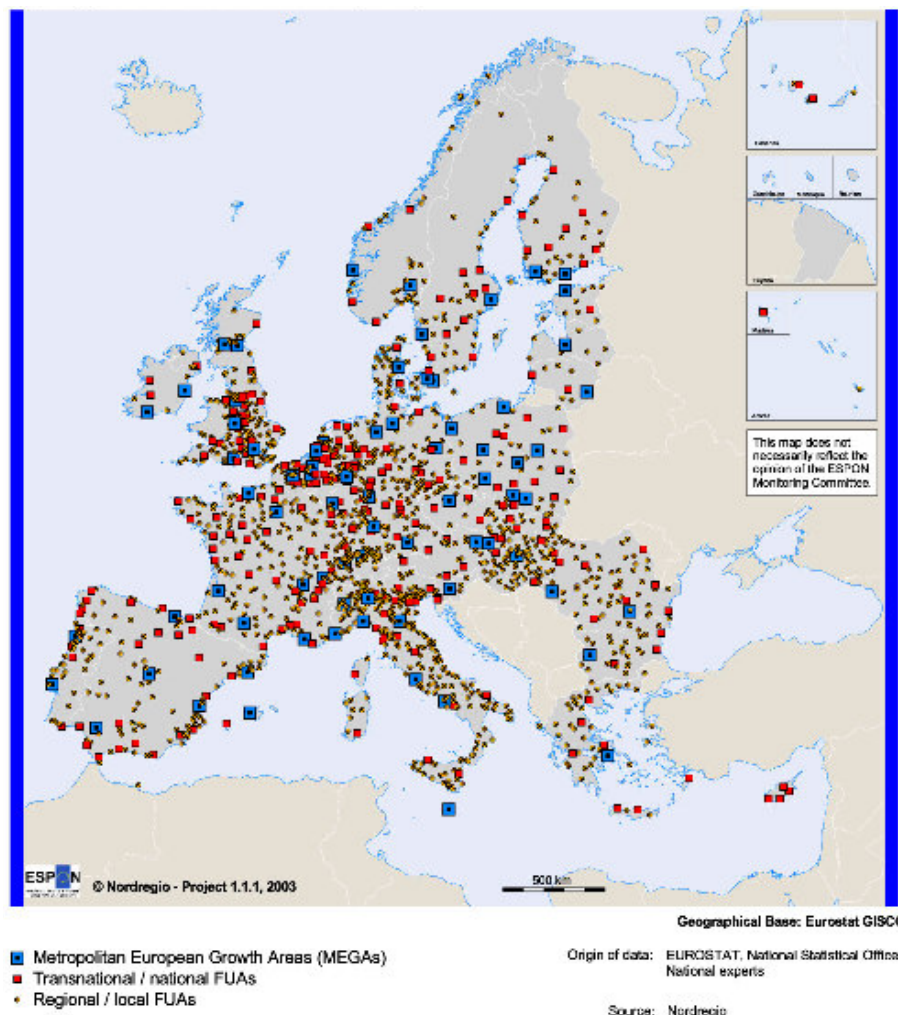 This map does not
necessarily reflect the
opinion of the ESPON
Monitoring Committee.
ESPON
© Nordregio - Project 1.1.1, 2003
500 km
Geographical Base: Eurostat GISCO
Metropolitan European Growth Areas (MEGAs)
Transnational / national FUAs
Regional / local FUAs
Origin of data: EUROSTAT, National Statistical Office
National experts
Source: Nordregio